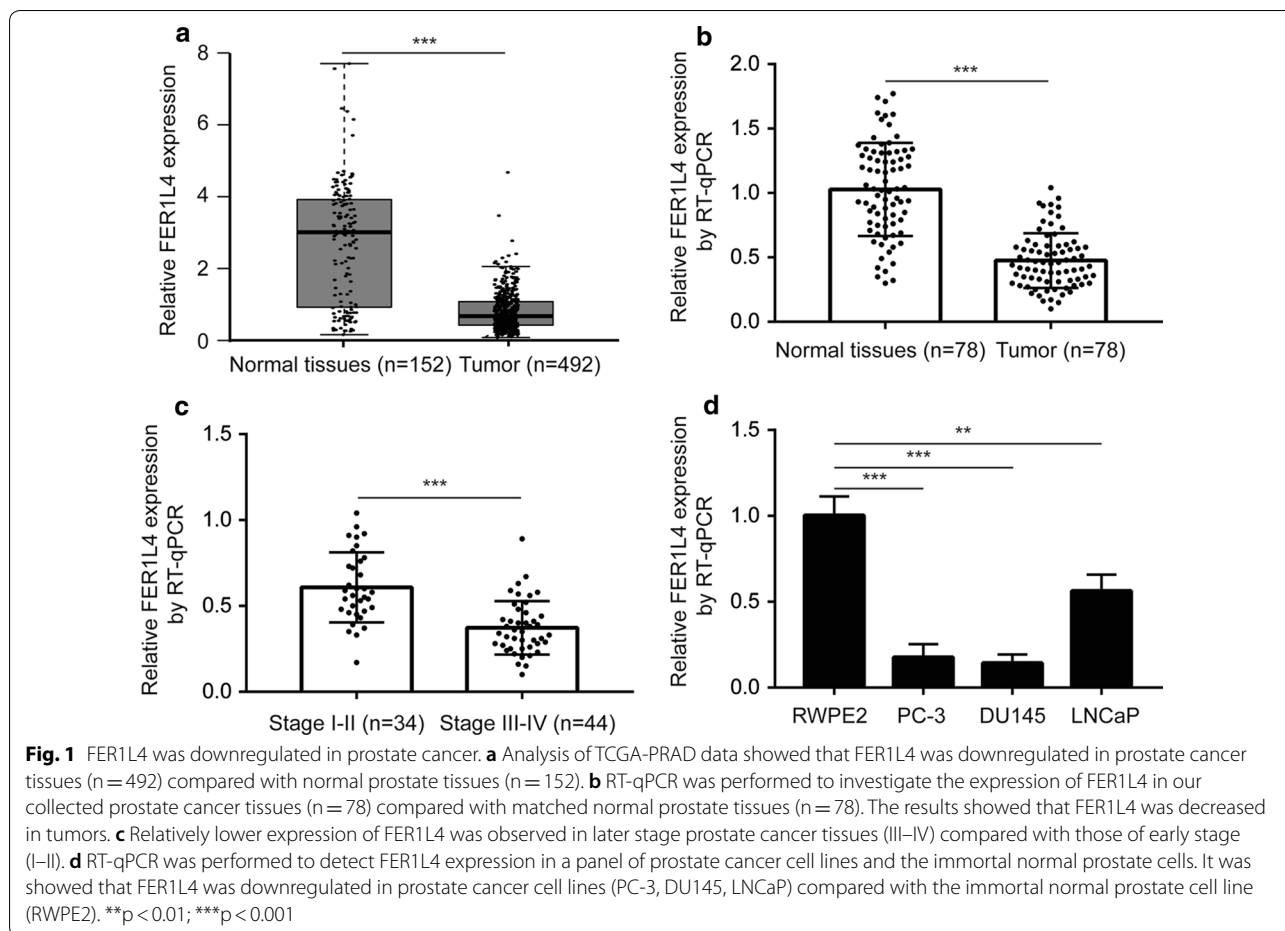 a
***
Relative FER1L4 expression
8
6
4
2
0
Normal tissues (n=152) Tumor (n=492)
b
***
Relative FER1L4 expression
by RT-qPCR
2.0
1.5
1.0
0.5
0.0
Normal tissues (n=78) Tumor (n=78)
c
***
Relative FER1L4 expression
by RT-qPCR
1.5
1.0
0.5
0.0
Stage I-II (n=34) Stage III-IV (n=44)
d
**
***
***
Relative FER1L4 expression
by RT-qPCR
1.5
1.0
0.5
0.0
RWPE2 PC-3 DU145 LNCaP
Fig. 1 FER1L4 was downregulated in prostate cancer. a Analysis of TCGA-PRAD data showed that FER1L4 was downregulated in prostate cancer
tissues (n = 492) compared with normal prostate tissues (n = 152). b RT-qPCR was performed to investigate the expression of FER1L4 in our
collected prostate cancer tissues (n = 78) compared with matched normal prostate tissues (n = 78). The results showed that FER1L4 was decreased
in tumors. c Relatively lower expression of FER1L4 was observed in later stage prostate cancer tissues (III–IV) compared with those of early stage
(I–II). d RT-qPCR was performed to detect FER1L4 expression in a panel of prostate cancer cell lines and the immortal normal prostate cells. It was
showed that FER1L4 was downregulated in prostate cancer cell lines (PC-3, DU145, LNCaP) compared with the immortal normal prostate cell line
(RWPE2). **p < 0.01; ***p < 0.001